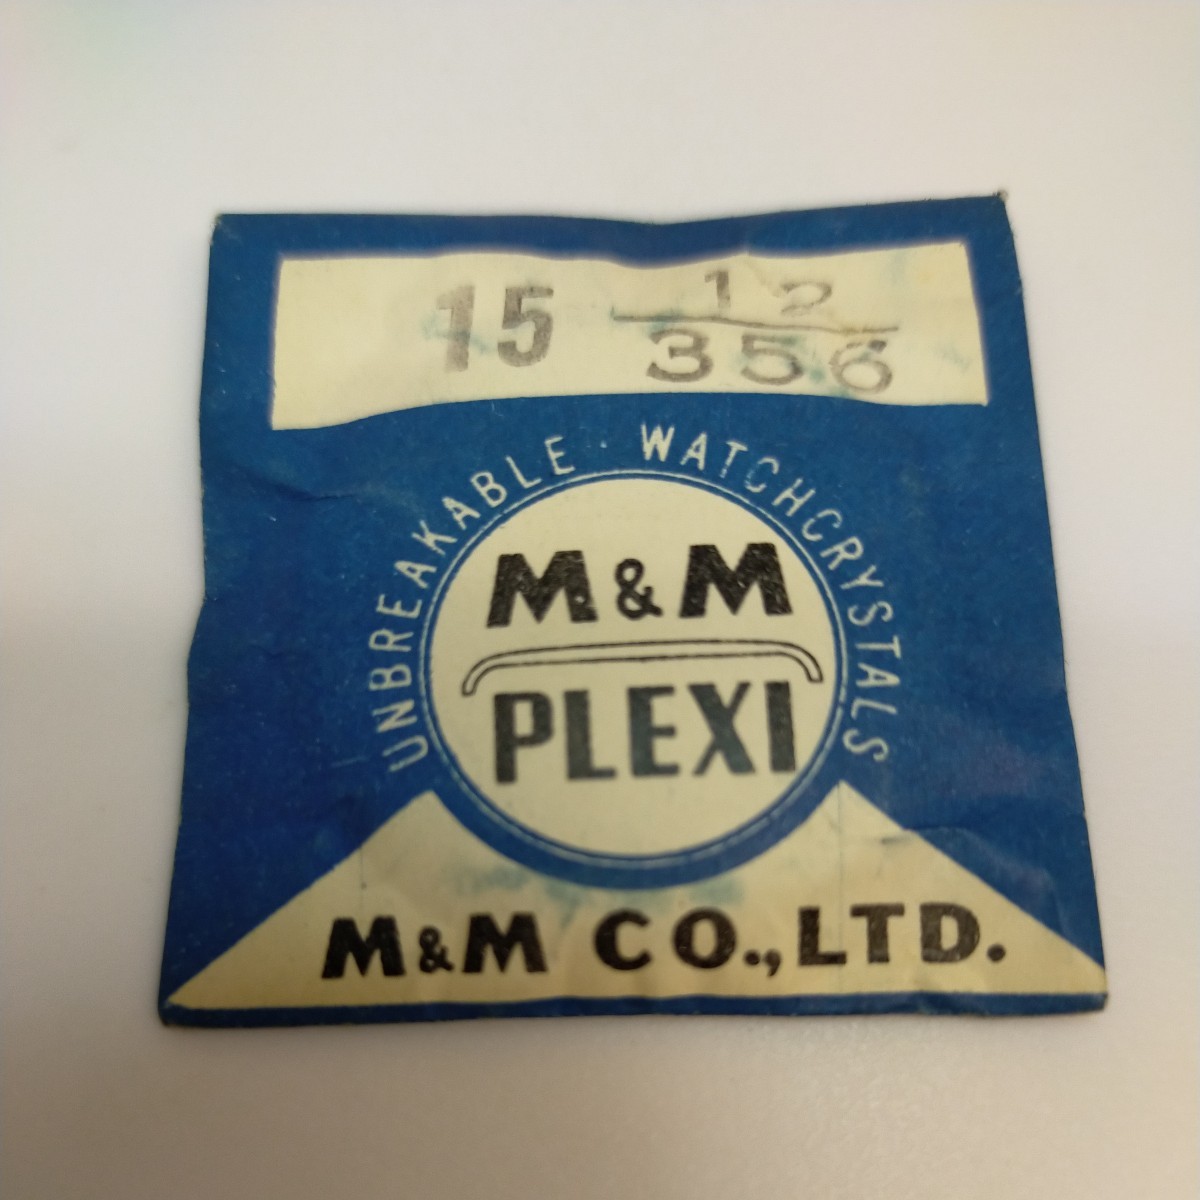 15 12/356
UNBREAKABLE WATCHCRYSTALS
M&M
PLEXI
M&M CO., LTD.